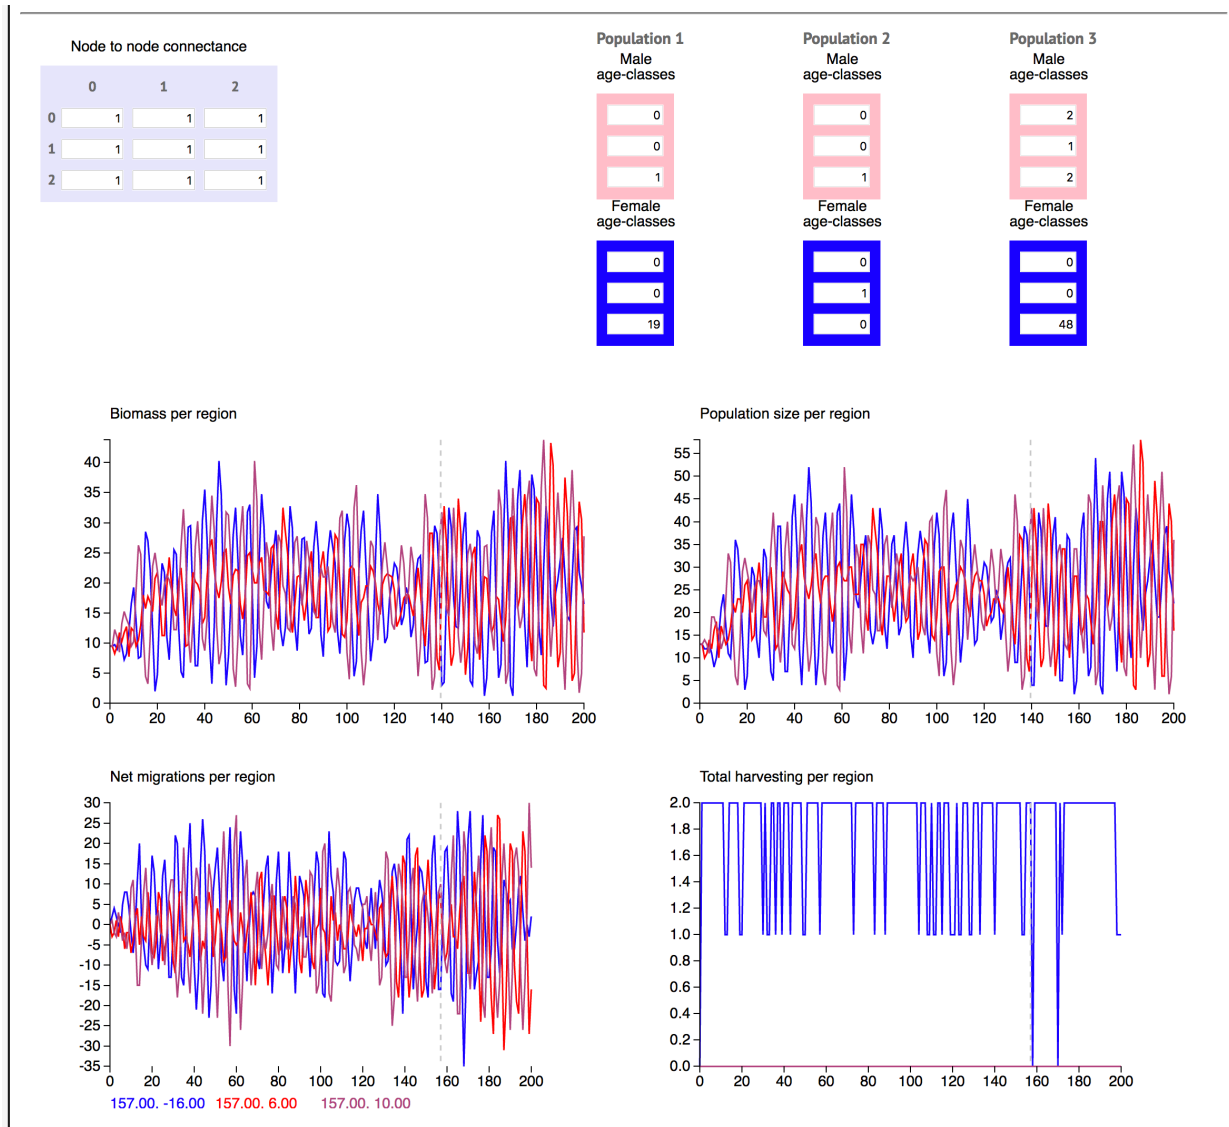 Node to node connectance
0 1 2
0 1 1 1
1 1 1 1
2 1 1 1
Population 1 Population 2 Population 3
Male Male Male
age-classes age-classes age-classes
0 0 2
0 0 1
1 1 2
Female Female Female
age-classes age-classes age-classes
0 0 0
0 1 0
19 0 48
Biomass per region
40
35
30
25
20
15
10
5
0
0 20 40 60 80 100 120 140 160 180 200
Population size per region
55
50
45
40
35
30
25
20
15
10
5
0
0 20 40 60 80 100 120 140 160 180 200
Net migrations per region
30
25
20
15
10
5
0
-5
-10
-15
-20
-25
-30
-35
0 20 40 60 80 100 120 140 160 180 200
157.00. -16.00 157.00. 6.00 157.00. 10.00
Total harvesting per region
2.0
1.8
1.6
1.4
1.2
1.0
0.8
0.6
0.4
0.2
0.0
0 20 40 60 80 100 120 140 160 180 200